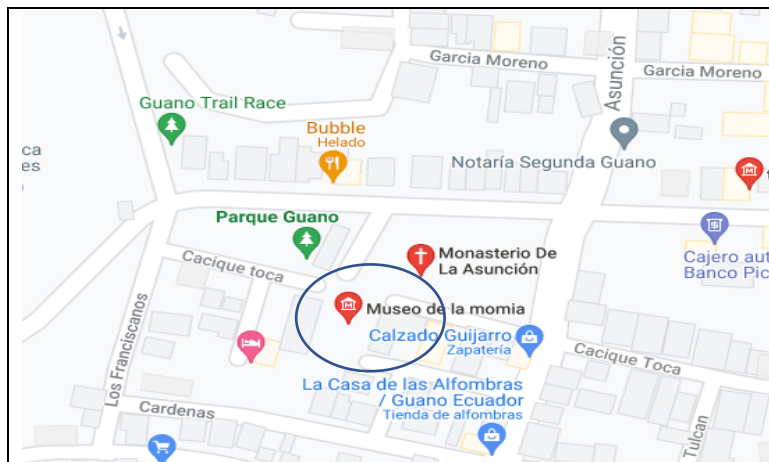 Garcia Moreno
Garcia Moreno
Asunción
Guano Trail Race
Bubble
Helado
ca
es
Notaría Segunda Guano
Parque Guano
Monasterio De
La Asunción
Cajero aut
Banco Pic
Cacique toca
Museo de la momia
Los Franciscanos
Calzado Guijarro
Zapatería
Cacique Toca
La Casa de las Alfombras
/ Guano Ecuador
Tienda de alfombras
Cardenas
Tulcan